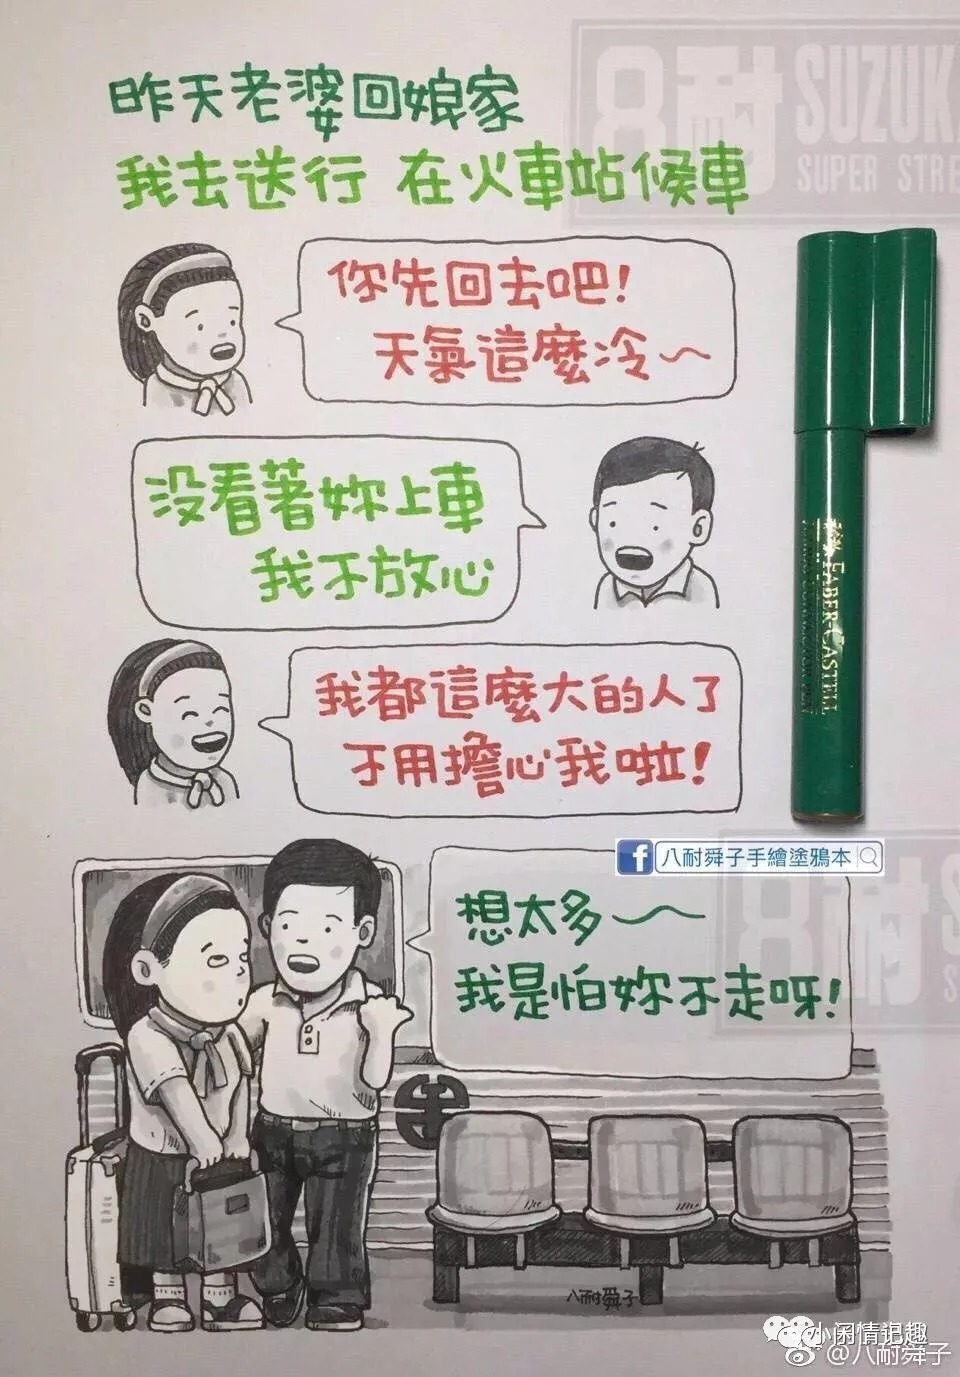 昨天老婆回娘家
我去送行 在火車站候車
你先回去吧!
天氣這麼冷~
没看著妳上車
我不放心
我都這麼大的人了
不用擔心我啦!
想太多~
我是怕妳不走呀!
八耐舜子手繪塗鴉本
八耐舜子
FABER-CASTELL
8耐 SUZUK
SUPER STRE
8耐
小闲情记趣
@八耐舜子